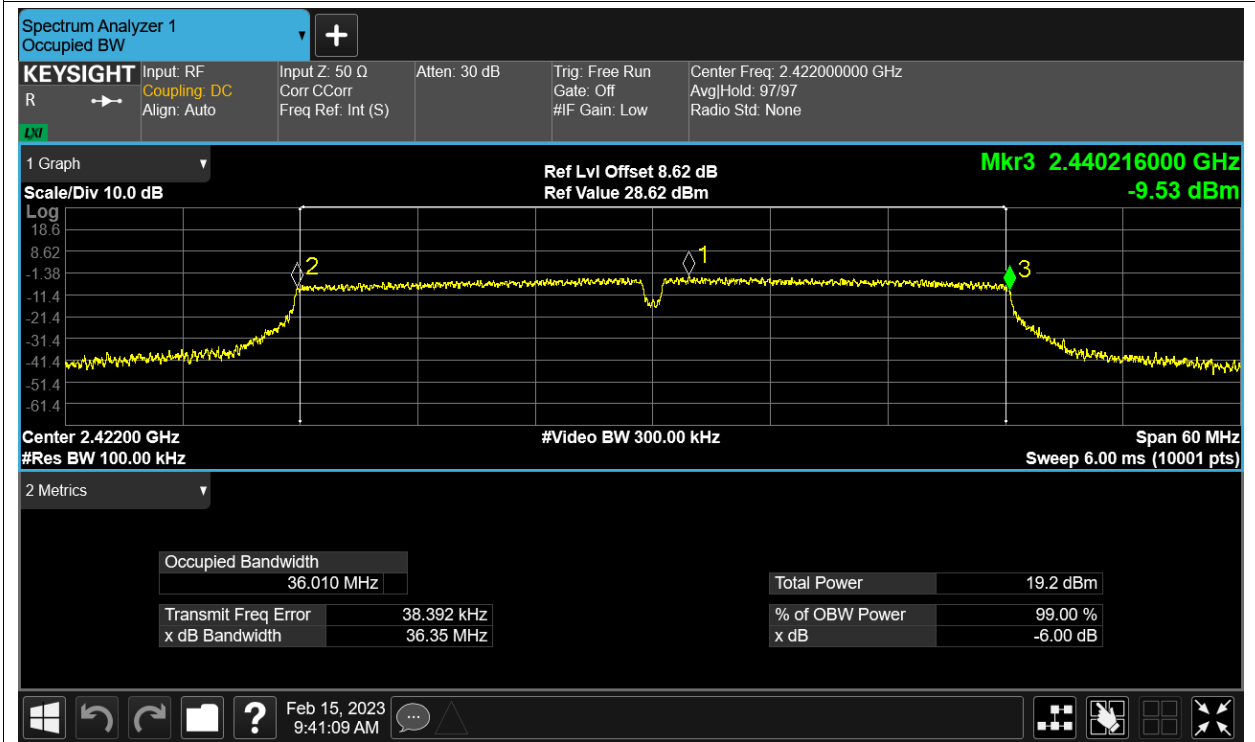 Spectrum Analyzer 1
Occupied BW
+
KEYSIGHT
R
LXI
Input: RF
Coupling: DC
Align: Auto
Input Z: 50 Ω
Corr CCorr
Freq Ref: Int (S)
Atten: 30 dB
Trig: Free Run
Gate: Off
#IF Gain: Low
Center Freq: 2.422000000 GHz
Avg|Hold: 97/97
Radio Std: None
1 Graph
Ref Lvl Offset 8.62 dB
Mkr3 2.440216000 GHz
Scale/Div 10.0 dB
Ref Value 28.62 dBm
-9.53 dBm
Log
18.6
8.62
-1.38
-11.4
-21.4
-31.4
-41.4
-51.4
-61.4
2
1
3
Center 2.42200 GHz
#Video BW 300.00 kHz
Span 60 MHz
#Res BW 100.00 kHz
Sweep 6.00 ms (10001 pts)
2 Metrics
Occupied Bandwidth
36.010 MHz
Total Power 19.2 dBm
Transmit Freq Error 38.392 kHz
% of OBW Power 99.00 %
x dB Bandwidth 36.35 MHz
x dB -6.00 dB
?
Feb 15, 2023
9:41:09 AM